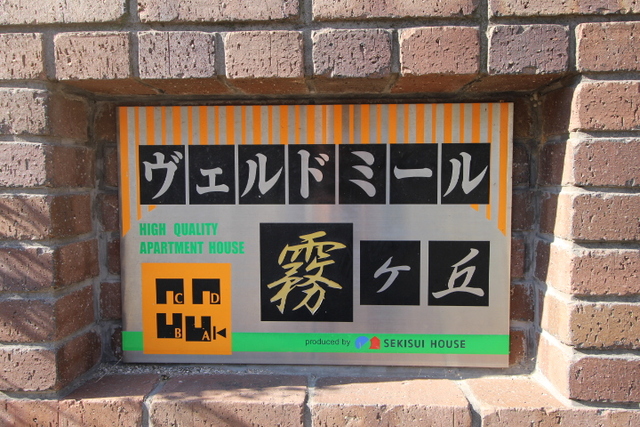 ヴェルドミール
HIGH QUALITY
APARTMENT HOUSE
霧ヶ丘
C D
B A
produced by SEKISUI HOUSE